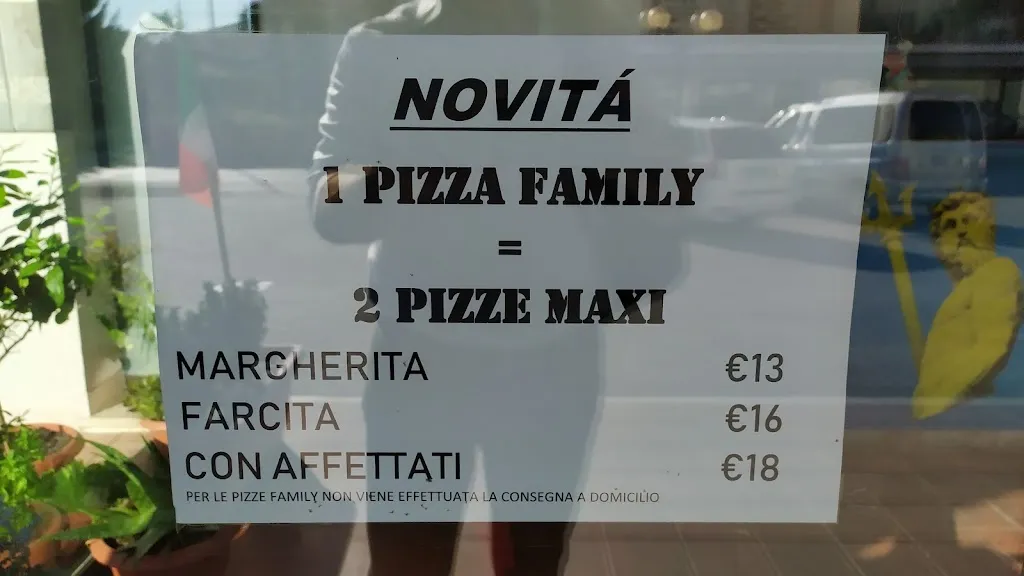 NOVITÁ
1 PIZZA FAMILY
=
2 PIZZE MAXI
MARGHERITA €13
FARCITA €16
CON AFFETTATI €18
PER LE PIZZE FAMILY NON VIENE EFFETTUATA LA CONSEGNA A DOMICILIO